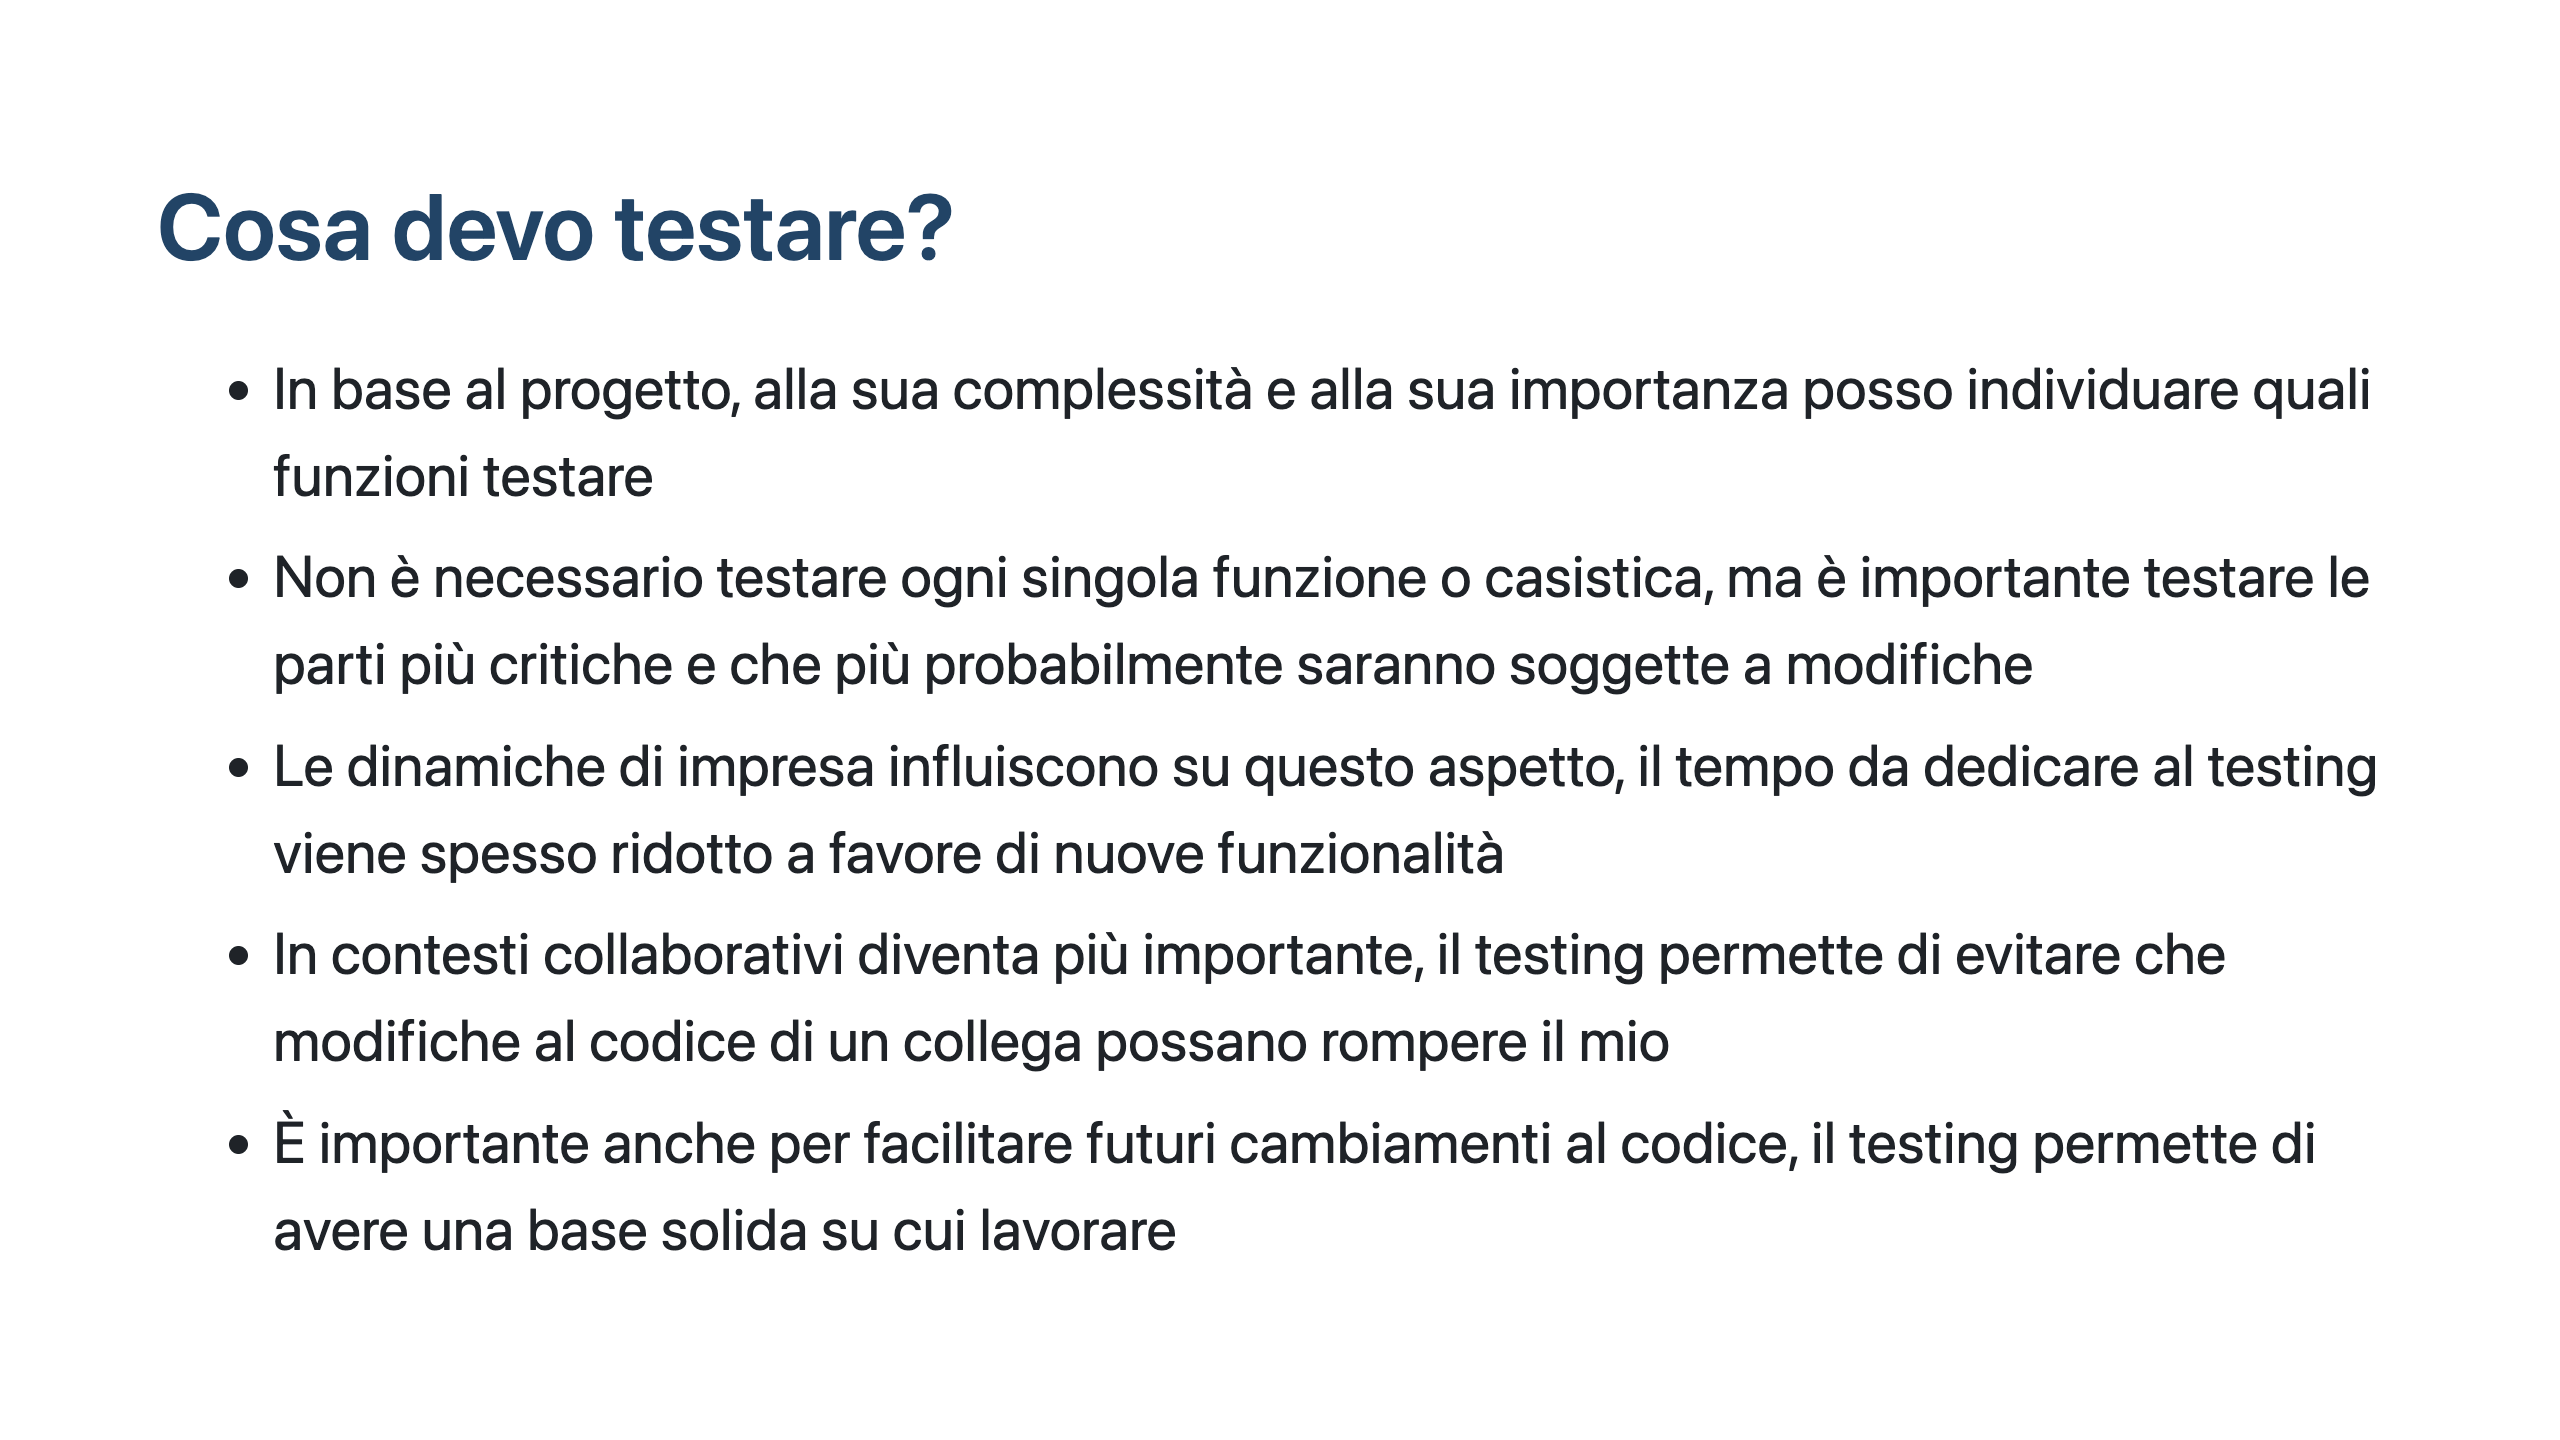 Cosa devo testare?
• In base al progetto, alla sua complessità e alla sua importanza posso individuare quali
funzioni testare
• Non è necessario testare ogni singola funzione o casistica, ma è importante testare le
parti più critiche e che più probabilmente saranno soggette a modifiche
• Le dinamiche di impresa influiscono su questo aspetto, il tempo da dedicare al testing
viene spesso ridotto a favore di nuove funzionalità
• In contesti collaborativi diventa più importante, il testing permette di evitare che
modifiche al codice di un collega possano rompere il mio
• È importante anche per facilitare futuri cambiamenti al codice, il testing permette di
avere una base solida su cui lavorare